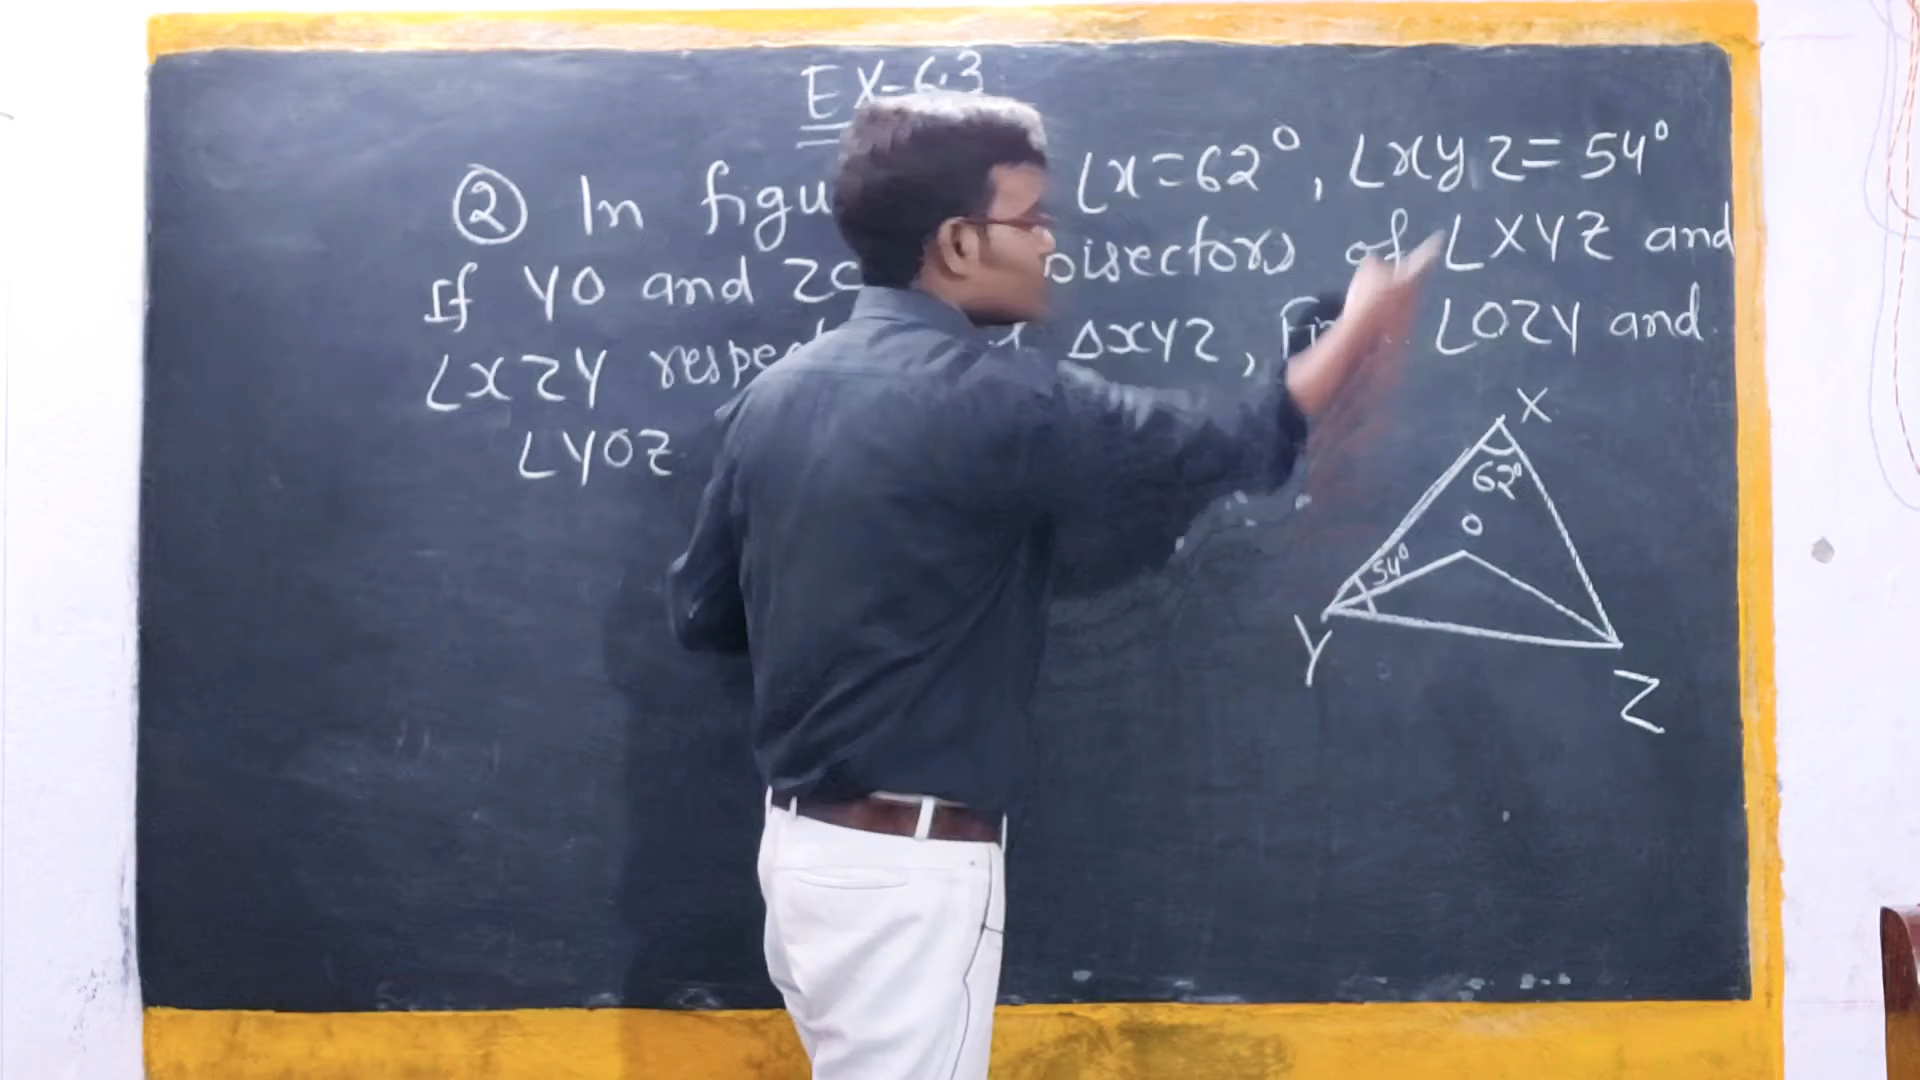 EX-6.3
② In figu ∠x=62°, ∠xyz=54°
If YO and ZO bisectors of ∠XYZ and
∠XZY respec ΔXYZ, ∠OZY and
∠YOZ
X
62°
O
54°
Y
Z